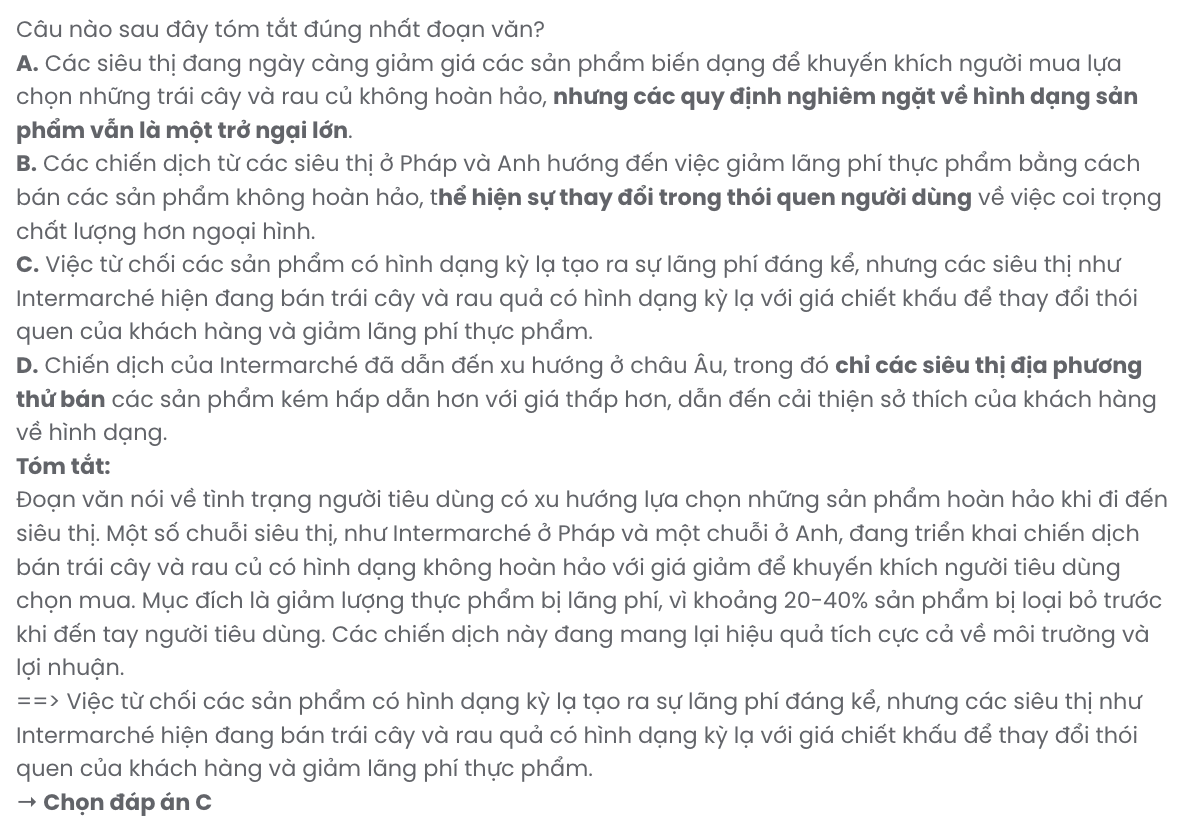 Câu nào sau đây tóm tắt đúng nhất đoạn văn?
A. Các siêu thị đang ngày càng giảm giá các sản phẩm biến dạng để khuyến khích người mua lựa
chọn những trái cây và rau củ không hoàn hảo, nhưng các quy định nghiêm ngặt về hình dạng sản
phẩm vẫn là một trở ngại lớn.
B. Các chiến dịch từ các siêu thị ở Pháp và Anh hướng đến việc giảm lãng phí thực phẩm bằng cách
bán các sản phẩm không hoàn hảo, thể hiện sự thay đổi trong thói quen người dùng về việc coi trọng
chất lượng hơn ngoại hình.
C. Việc từ chối các sản phẩm có hình dạng kỳ lạ tạo ra sự lãng phí đáng kể, nhưng các siêu thị như
Intermarché hiện đang bán trái cây và rau quả có hình dạng kỳ lạ với giá chiết khấu để thay đổi thói
quen của khách hàng và giảm lãng phí thực phẩm.
D. Chiến dịch của Intermarché đã dẫn đến xu hướng ở châu Âu, trong đó chỉ các siêu thị địa phương
thử bán các sản phẩm kém hấp dẫn hơn với giá thấp hơn, dẫn đến cải thiện sở thích của khách hàng
về hình dạng.
Tóm tắt:
Đoạn văn nói về tình trạng người tiêu dùng có xu hướng lựa chọn những sản phẩm hoàn hảo khi đi đến
siêu thị. Một số chuỗi siêu thị, như Intermarché ở Pháp và một chuỗi ở Anh, đang triển khai chiến dịch
bán trái cây và rau củ có hình dạng không hoàn hảo với giá giảm để khuyến khích người tiêu dùng
chọn mua. Mục đích là giảm lượng thực phẩm bị lãng phí, vì khoảng 20-40% sản phẩm bị loại bỏ trước
khi đến tay người tiêu dùng. Các chiến dịch này đang mang lại hiệu quả tích cực cả về môi trường và
lợi nhuận.
==> Việc từ chối các sản phẩm có hình dạng kỳ lạ tạo ra sự lãng phí đáng kể, nhưng các siêu thị như
Intermarché hiện đang bán trái cây và rau quả có hình dạng kỳ lạ với giá chiết khấu để thay đổi thói
quen của khách hàng và giảm lãng phí thực phẩm.
→ Chọn đáp án C